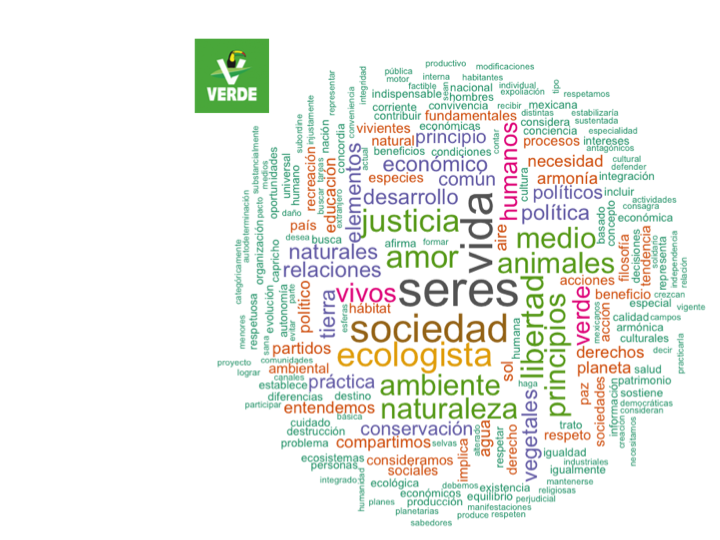 VERDE
productivo
modificaciones
pública
motor
interna
habitantes
factible
sean
individual
expoliación
tipo
indispensable
nacional
hombres
respetamos
corriente
convivencia
recibir
mexicana
contribuir
fundamentales
distintas
estabilizaría
vivientes
económicas
considera
sustentada
natural
principio
contar
conciencia
especialidad
beneficios
condiciones
procesos
intereses
antagónicos
integridad
representar
conveniencia
injustamente
subordine
nación
concordia
actual
elementos
económico
humanos
necesidad
cultural
defender
especies
común
cultura
armonía
integración
substancialmente
medios
oportunidades
universal
humano
recreación
buscar
tareas
educación
extranjero
desarrollo
vida
políticos
incluir
actividades
consagra
autodeterminación
pacto
daño
país
justicia
aire
política
basado
concepto
económica
desea
busca
afirma
formar
medio
filosofía
decisiones
tendencia
solidario
representa
independencia
relación
categóricamente
organización
capricho
naturales
amor
animales
relaciones
acciones
menores
respetuosa
evolución
sana
autonomía
evitar
parte
político
tierra
vivos
seres
libertad
principios
verde
mexicanos
acción
beneficio
crezcan
especial
vigente
esferas
hábitat
calidad
campos
armónica
sociedad
humana
culturales
practicarla
partidos
ecologista
derechos
decir
proyecto
comunidades
lograr
ambiental
sol
planeta
salud
canales
establece
práctica
ambiente
haga
paz
sociedades
patrimonio
diferencias
destino
sostiene
participar
entendemos
básica
naturaleza
vegetales
información
creación
democráticas
consideran
necesitamos
cuidado
destrucción
conservación
alterado
agua
respetar
derecho
trato
respeto
problema
compartimos
selvas
implica
igualdad
ecosistemas
personas
consideramos
sociales
industriales
igualmente
integrado
humanidad
ecológica
debemos
existencia
mantenerse
religiosas
económicos
equilibrio
perjudicial
planes
producción
manifestaciones
planetarias
produce
respeten
sabedores